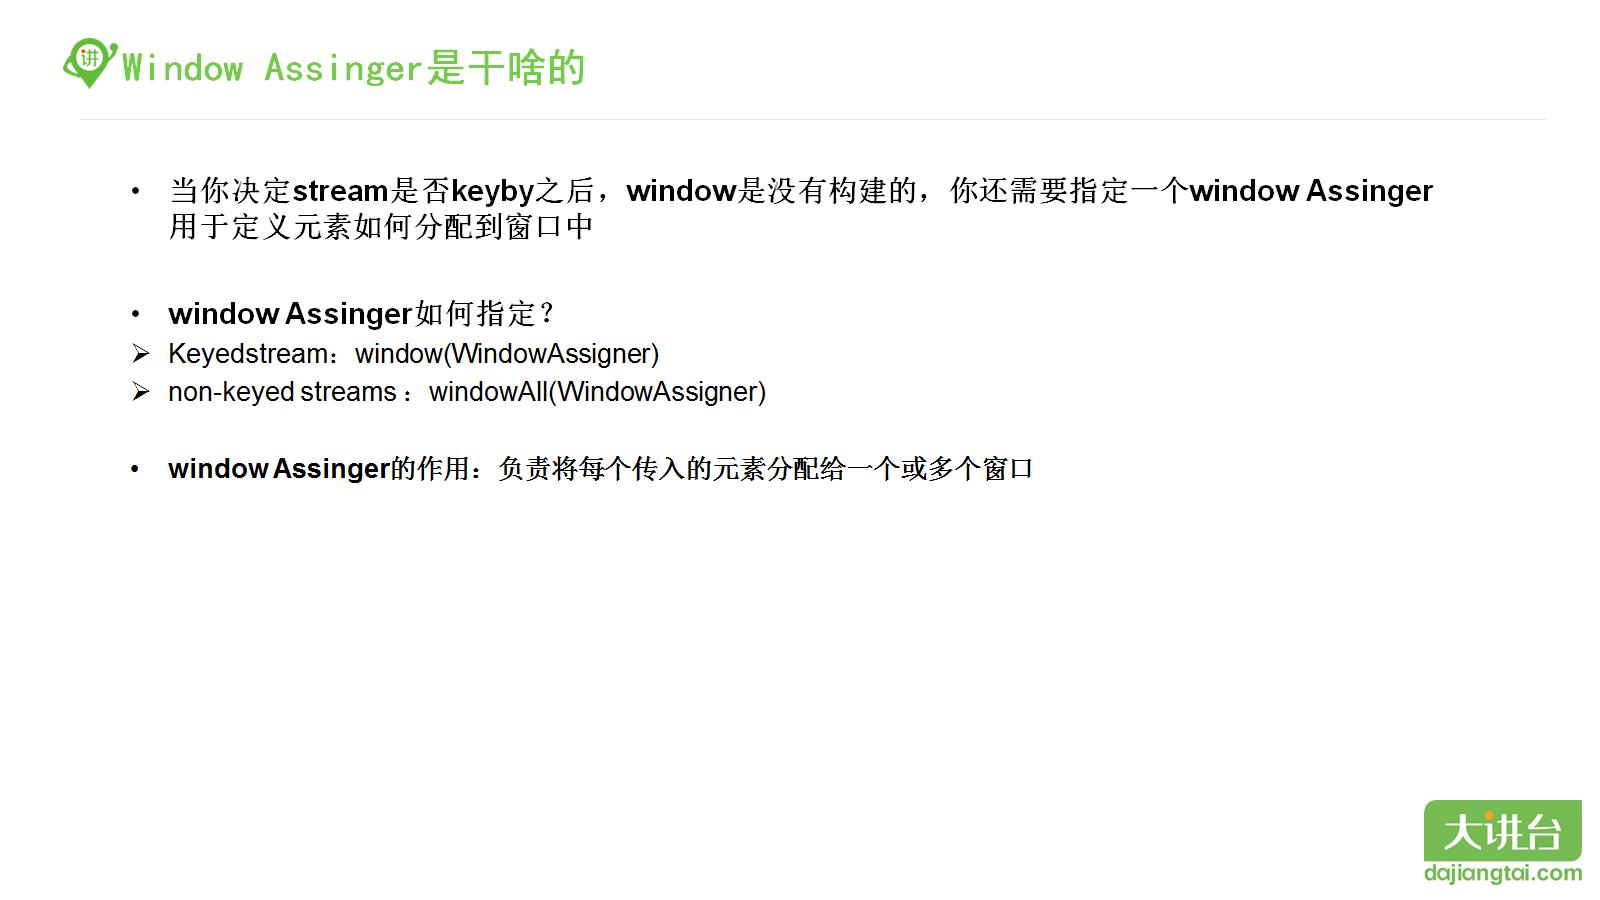 讲
Window Assinger是干啥的
• 当你决定stream是否keyby之后，window是没有构建的，你还需要指定一个window Assinger
用于定义元素如何分配到窗口中
• window Assinger如何指定？
➢ Keyedstream：window(WindowAssigner)
➢ non-keyed streams：windowAll(WindowAssigner)
• window Assinger的作用：负责将每个传入的元素分配给一个或多个窗口
大讲台
dajiangtai.com